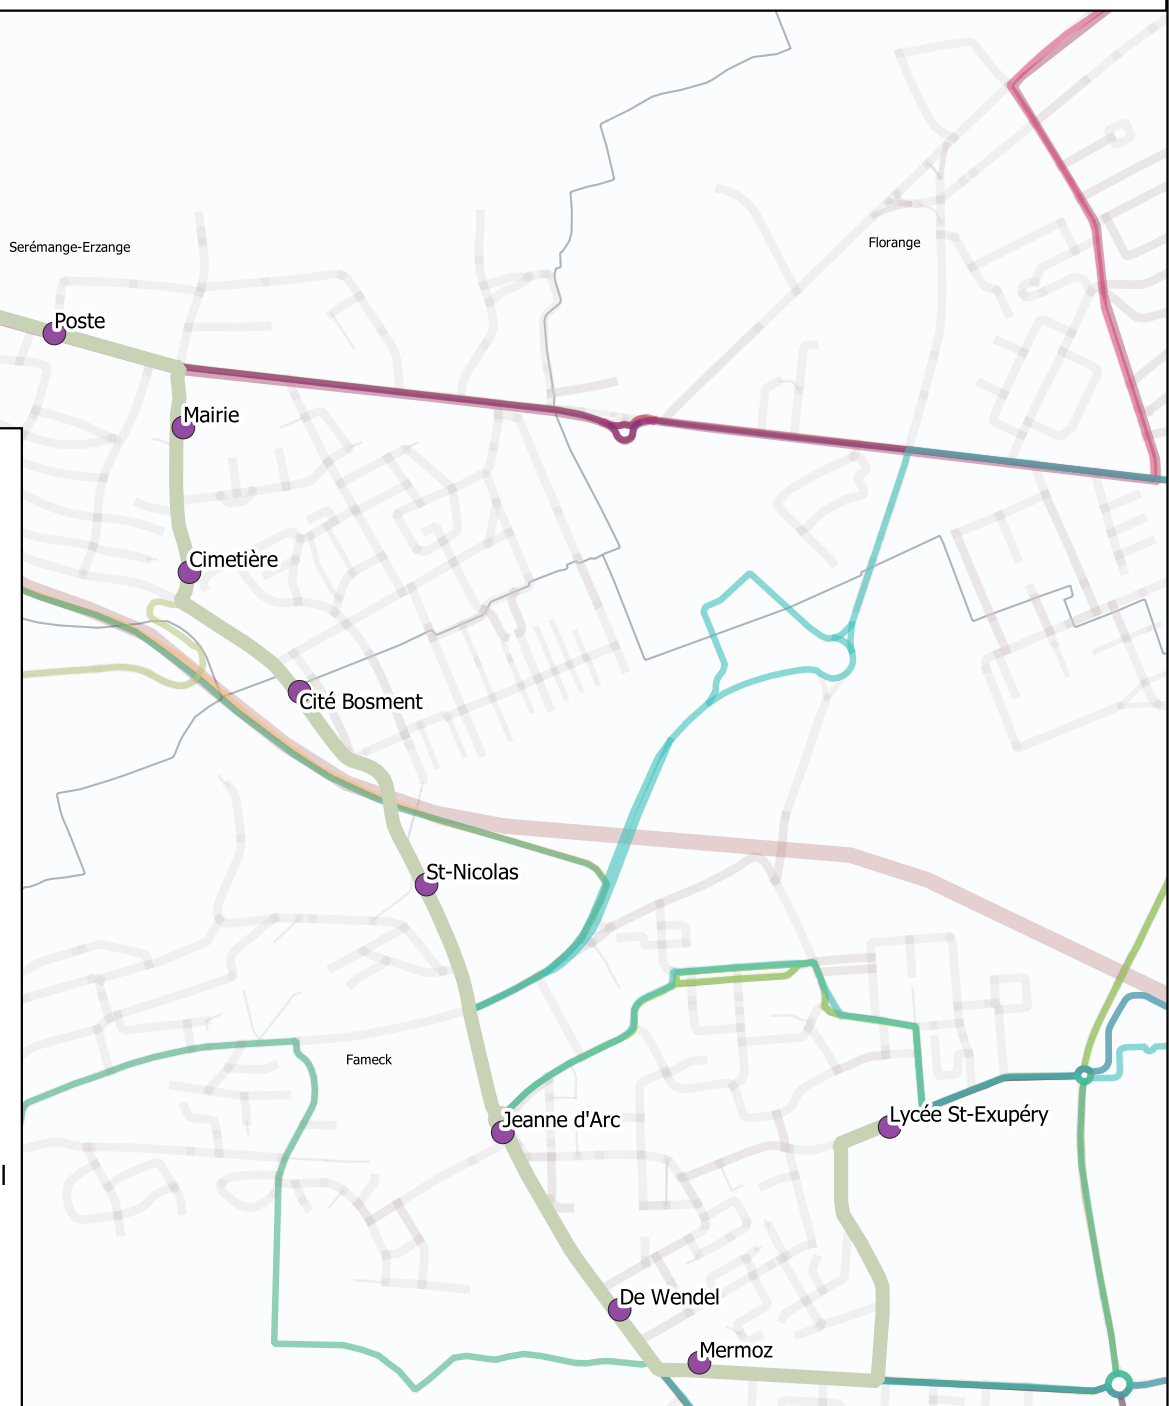 Serémange-Erzange
Florange
Poste
Mairie
Cimetière
Cité Bosment
St-Nicolas
Fameck
Jeanne d'Arc
Lycée St-Exupéry
De Wendel
Mermoz